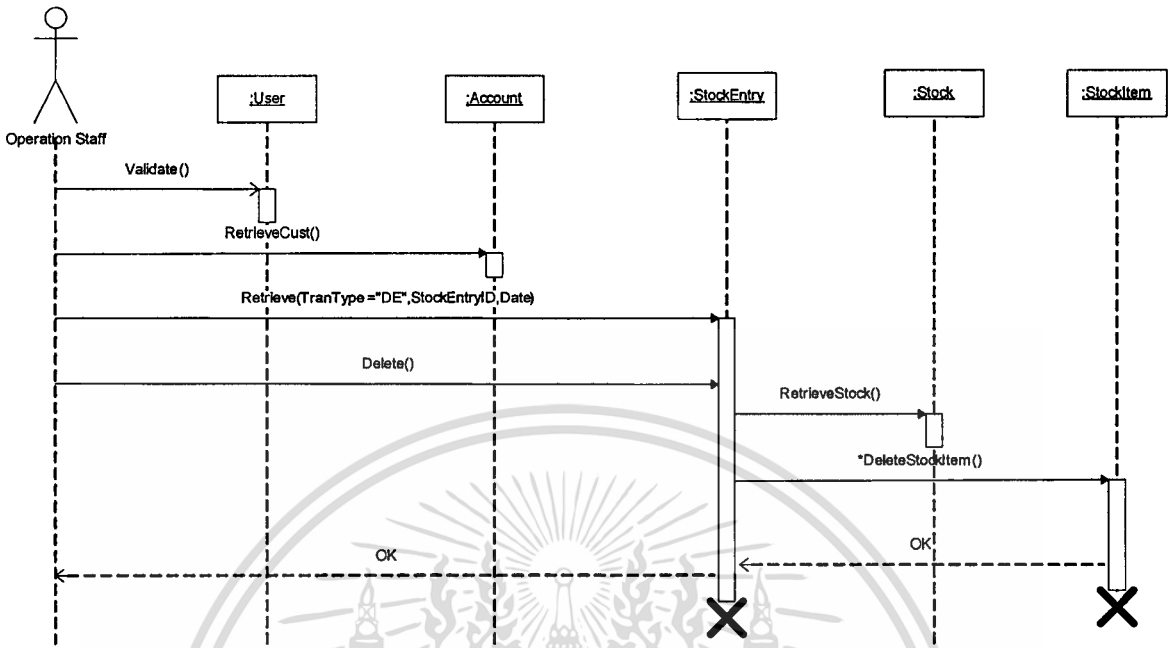 :User
:Account
:StockEntry
:Stock
:StockItem
Operation Staff
Validate()
RetrieveCust()
Retrieve(TranType ="DE",StockEntryID,Date)
Delete()
RetrieveStock()
*DeleteStockItem()
OK
OK